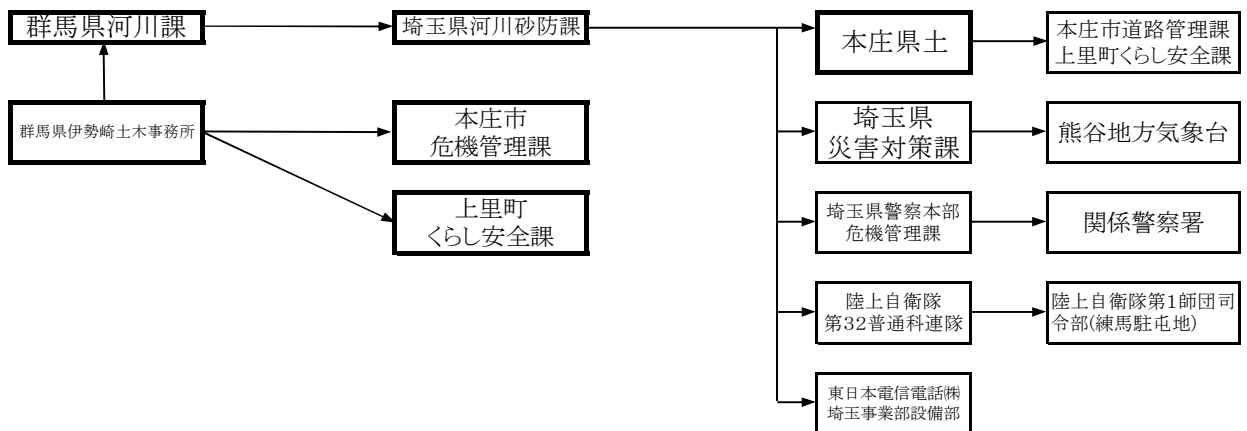 群馬県河川課
埼玉県河川砂防課
本庄県土
本庄市道路管理課
上里町くらし安全課
群馬県伊勢崎土木事務所
本庄市
危機管理課
埼玉県
災害対策課
熊谷地方気象台
上里町
くらし安全課
埼玉県警察本部
危機管理課
関係警察署
陸上自衛隊
第32普通科連隊
陸上自衛隊第1師団司
令部(練馬駐屯地)
東日本電信電話㈱
埼玉事業部設備部